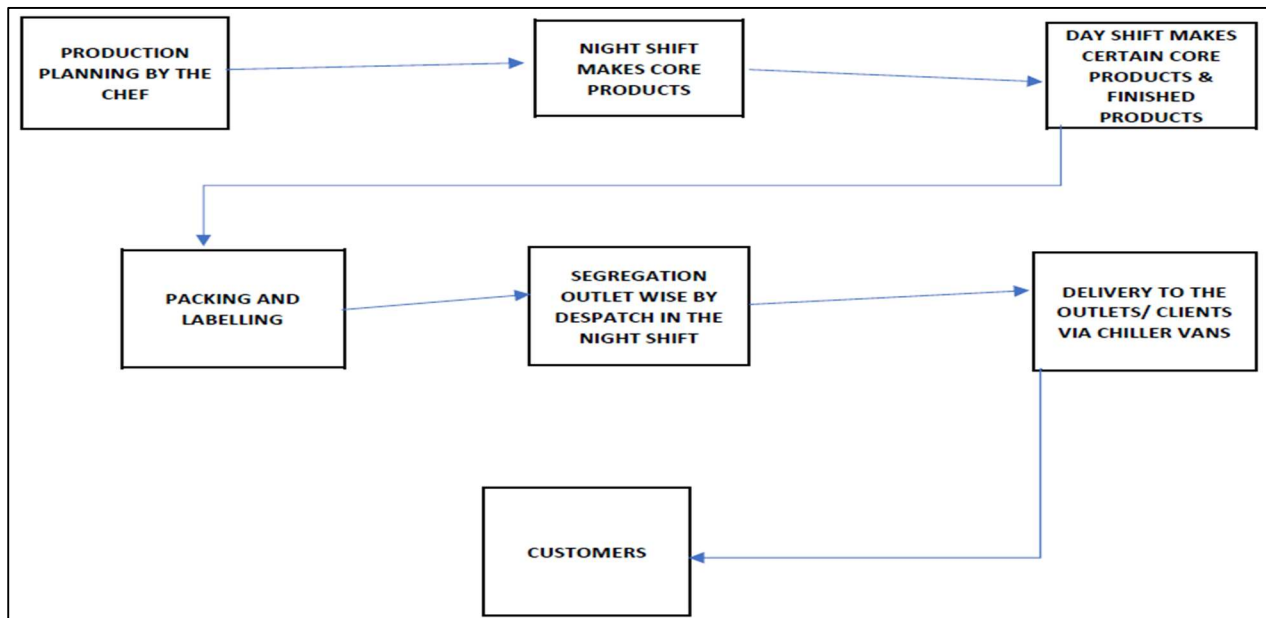 PRODUCTION
PLANNING BY THE
CHEF
NIGHT SHIFT
MAKES CORE
PRODUCTS
DAY SHIFT MAKES
CERTAIN CORE
PRODUCTS &
FINISHED
PRODUCTS
PACKING AND
LABELLING
SEGREGATION
OUTLET WISE BY
DESPATCH IN THE
NIGHT SHIFT
DELIVERY TO THE
OUTLETS/ CLIENTS
VIA CHILLER VANS
CUSTOMERS